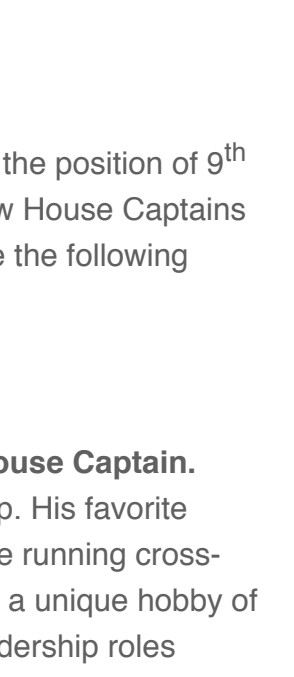 the position of 9th
w House Captains
e the following
ouse Captain.
p. His favorite
e running cross-
a unique hobby of
dership roles